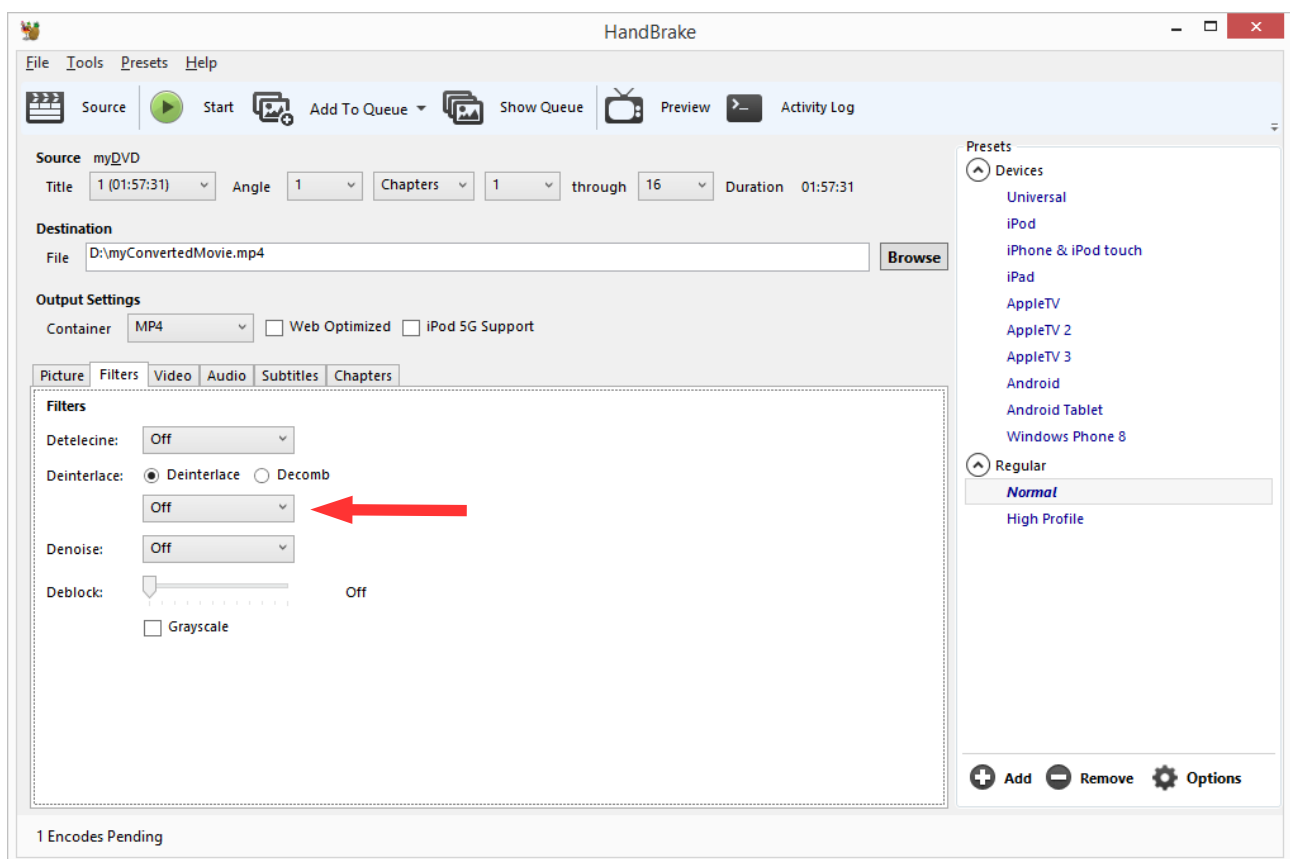 HandBrake
File Tools Presets Help
Source Start Add To Queue Show Queue Preview Activity Log
Source myDVD
Title 1 (01:57:31) Angle 1 Chapters 1 through 16 Duration 01:57:31
Destination
File D:\myConvertedMovie.mp4 Browse
Output Settings
Container MP4 Web Optimized iPod 5G Support
Picture Filters Video Audio Subtitles Chapters
Filters
Detelecine: Off
Deinterlace: Deinterlace Decomb
Off
Denoise: Off
Deblock: Off
Grayscale
Presets
Devices
Universal
iPod
iPhone & iPod touch
iPad
AppleTV
AppleTV 2
AppleTV 3
Android
Android Tablet
Windows Phone 8
Regular
Normal
High Profile
Add Remove Options
1 Encodes Pending